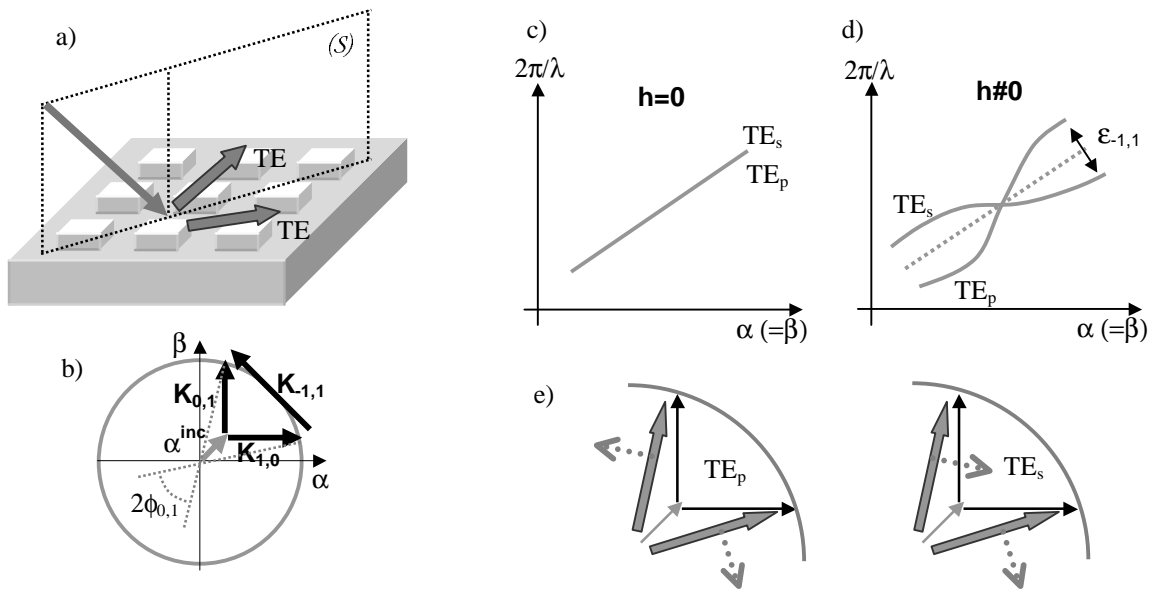 a)
(S)
TE
TE
b)
β
K0,1
K-1,1
αinc
K1,0
α
2ϕ0,1
c)
2π/λ
h=0
TEs
TEp
α (=β)
d)
2π/λ
h#0
ε-1,1
TEs
TEp
α (=β)
e)
TEp
TEs